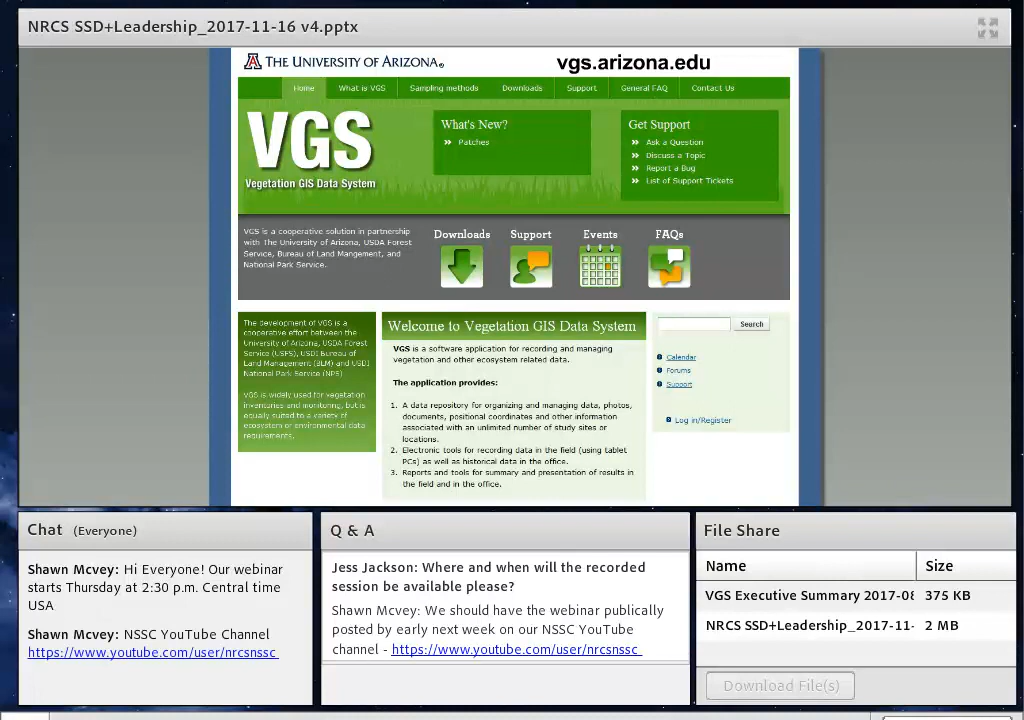 NRCS SSD+Leadership_2017-11-16 v4.pptx
THE UNIVERSITY OF ARIZONA®
vgs.arizona.edu
Home What is VGS Sampling methods Downloads Support General FAQ Contact Us
VGS
Vegetation GIS Data System
What's New?
Patches
Get Support
Ask a Question
Discuss a Topic
Report a Bug
List of Support Tickets
VGS is a cooperative solution in partnership
with The University of Arizona, USDA Forest
Service, Bureau of Land Mangement, and
National Park Service.
Downloads Support Events FAQs
The development of VGS is a
cooperative effort between the
University of Arizona, USDA Forest
Service (USFS), USDI Bureau of
Land Management (BLM) and USDI
National Park Service (NPS)
VGS is widely used for vegetation
inventories and monitoring, but is
equally suited to a variety of
ecosystem or environmental data
requirements.
Welcome to Vegetation GIS Data System
VGS is a software application for recording and managing
vegetation and other ecosystem related data.
The application provides:
1. A data repository for organizing and managing data, photos,
documents, positional coordinates and other information
associated with an unlimited number of study sites or
locations.
2. Electronic tools for recording data in the field (using tablet
PCs) as well as historical data in the office.
3. Reports and tools for summary and presentation of results in
the field and in the office.
Search
Calendar
Forums
Support
Log in/Register
Chat (Everyone)
Shawn Mcvey: Hi Everyone! Our webinar
starts Thursday at 2:30 p.m. Central time
USA
Shawn Mcvey: NSSC YouTube Channel
https://www.youtube.com/user/nrcsnssc
Q & A
Jess Jackson: Where and when will the recorded
session be available please?
Shawn Mcvey: We should have the webinar publically
posted by early next week on our NSSC YouTube
channel - https://www.youtube.com/user/nrcsnssc
File Share
Name Size
VGS Executive Summary 2017-08 375 KB
NRCS SSD+Leadership_2017-11- 2 MB
Download File(s)